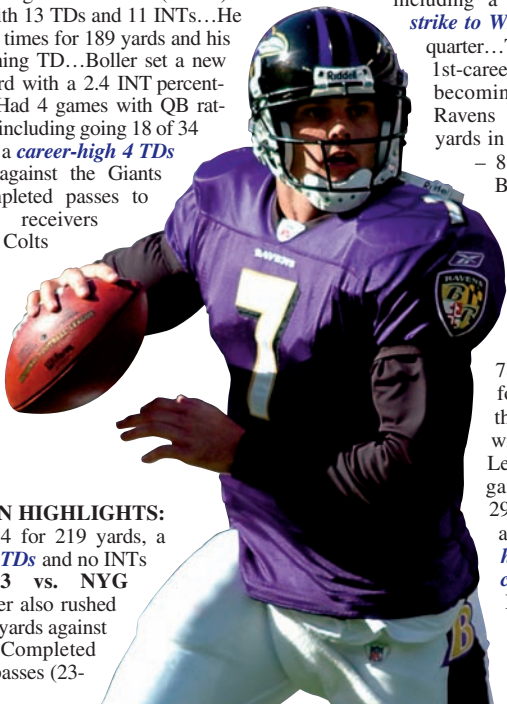 th 13 TDs and 11 INTs…He
times for 189 yards and his
ning TD…Boller set a new
rd with a 2.4 INT percent-
Had 4 games with QB rat-
including going 18 of 34
a career-high 4 TDs
against the Giants
pleted passes to
receivers
Colts
N HIGHLIGHTS:
4 for 219 yards, a
TDs and no INTs
3 vs. NYG
er also rushed
yards against
Completed
passes (23-
including a
strike to W
quarter…T
1st-career
becomin
Ravens
yards in
– 8
B
Riddell
RAVENS
7
RAVENS
B
7
fo
th
w
Le
ga
29
a
h
c